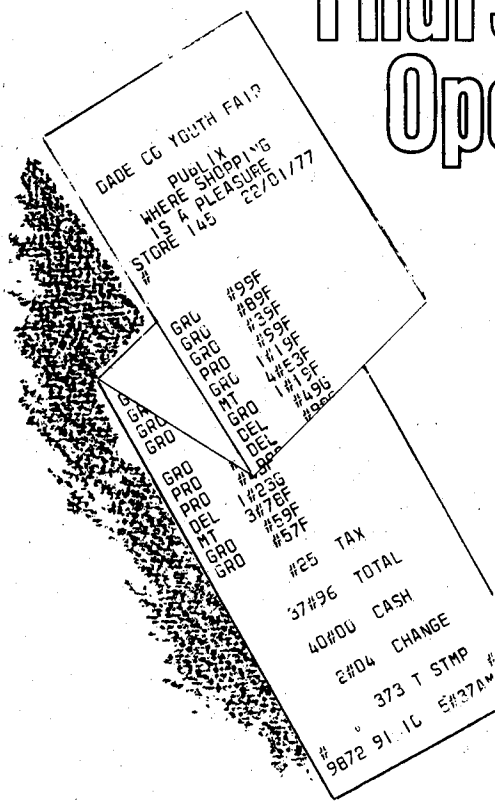 Thurs
Ope
DADE CO YOUTH FAIR
PUBLIX
WHERE SHOPPING
IS A PLEASURE
STORE 145 22/01/77
#
GRO #99F
GRO #89F
GRO #39F
PRO #59F
GRO 1#19F
MT 4#53F
GRO 1#19F
DEL #49G
DEL
GRO
GRO
GRO
PRO
PRO
DEL 1#23G
MT 3#78F
GRO #59F
GRO #57F
#25 TAX
37#96 TOTAL
40#00 CASH
2#04 CHANGE
373 T STMP
#
9872 5#37AM